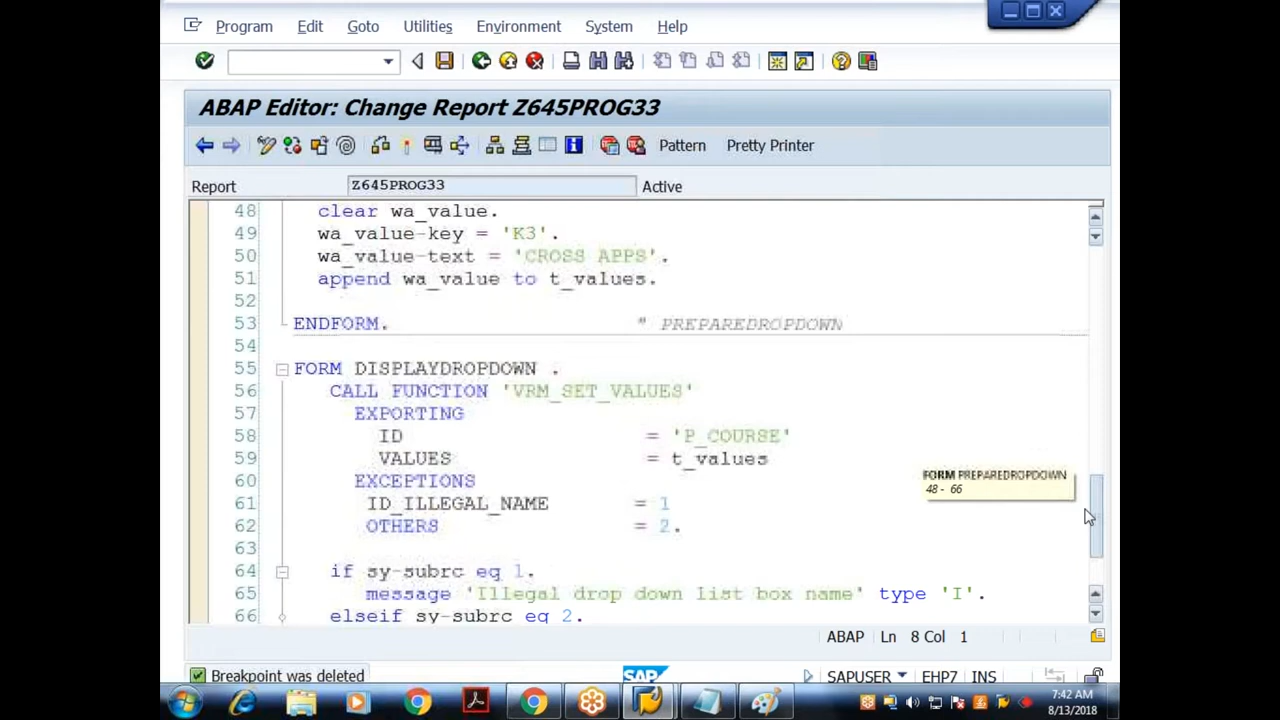 Program Edit Goto Utilities Environment System Help
ABAP Editor: Change Report Z645PROG33
Pattern Pretty Printer
Report Z645PROG33 Active
48 clear wa_value.
49 wa_value-key = 'K3'.
50 wa_value-text = 'CROSS APPS'.
51 append wa_value to t_values.
52
53 ENDFORM. " PREPAREDROPDOWN
54
55 FORM DISPLAYDROPDOWN .
56 CALL FUNCTION 'VRM_SET_VALUES'
57 EXPORTING
58 ID = 'P_COURSE'
59 VALUES = t_values
60 EXCEPTIONS
61 ID_ILLEGAL_NAME = 1
62 OTHERS = 2.
63
64 if sy-subrc eq 1.
65 message 'Illegal drop down list box name' type 'I'.
66 elseif sy-subrc eq 2.
FORM PREPAREDROPDOWN
48 - 66
ABAP Ln 8 Col 1
Breakpoint was deleted SAP SAPUSER EHP7 INS
7:42 AM
8/13/2018